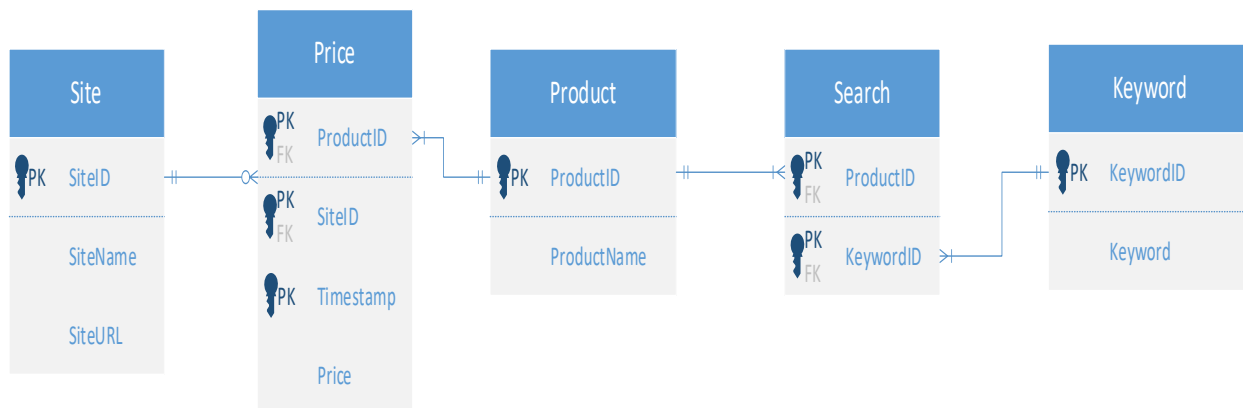 Site
PK SiteID
SiteName
SiteURL
Price
PK
FK
ProductID
PK
FK
SiteID
PK Timestamp
Price
Product
PK ProductID
ProductName
Search
PK
FK
ProductID
PK
FK
KeywordID
Keyword
PK KeywordID
Keyword